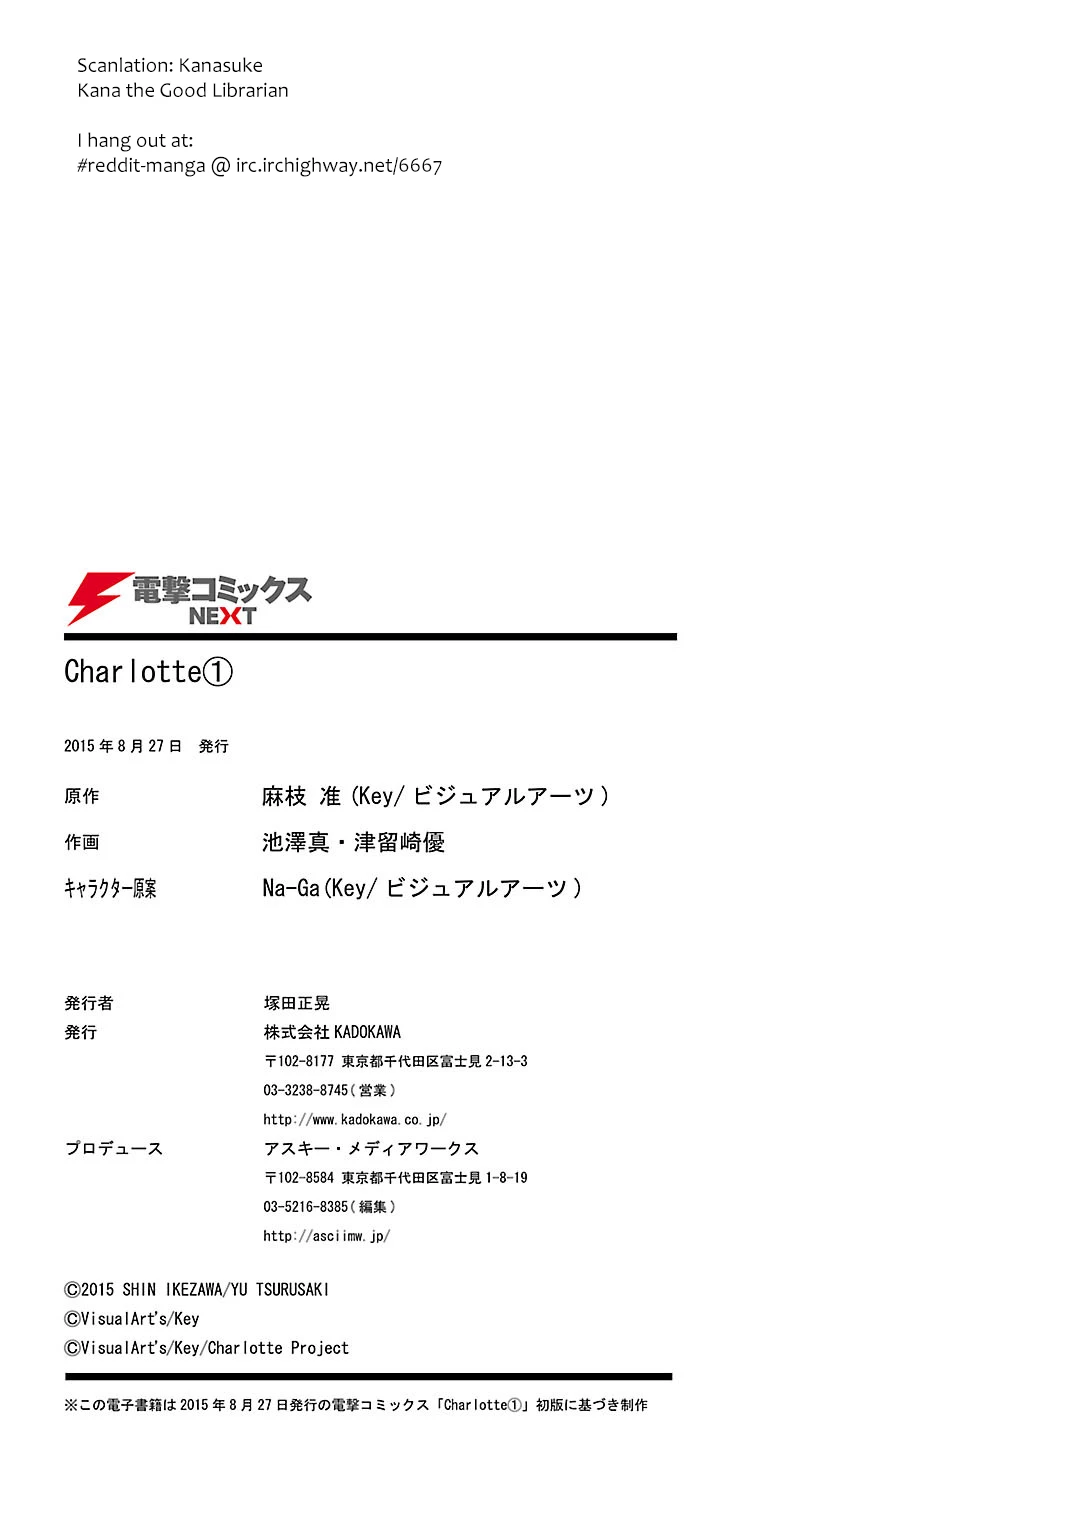 Scanlation: Kanasuke
Kana the Good Librarian
I hang out at:
#reddit-manga @ irc.irchighway.net/6667
電撃コミックス
NEXT
Charlotte①
2015年8月27日　発行
原作 麻枝 准(Key/ビジュアルアーツ)
作画 池澤真・津留崎優
キャラクター原案 Na-Ga(Key/ビジュアルアーツ)
発行者 塚田正晃
発行 株式会社KADOKAWA
〒102-8177 東京都千代田区富士見2-13-3
03-3238-8745(営業)
http://www.kadokawa.co.jp/
プロデュース アスキー・メディアワークス
〒102-8584 東京都千代田区富士見1-8-19
03-5216-8385(編集)
http://asciimw.jp/
©2015 SHIN IKEZAWA/YU TSURUSAKI
©VisualArt's/Key
©VisualArt's/Key/Charlotte Project
※この電子書籍は2015年8月27日発行の電撃コミックス「Charlotte①」初版に基づき制作